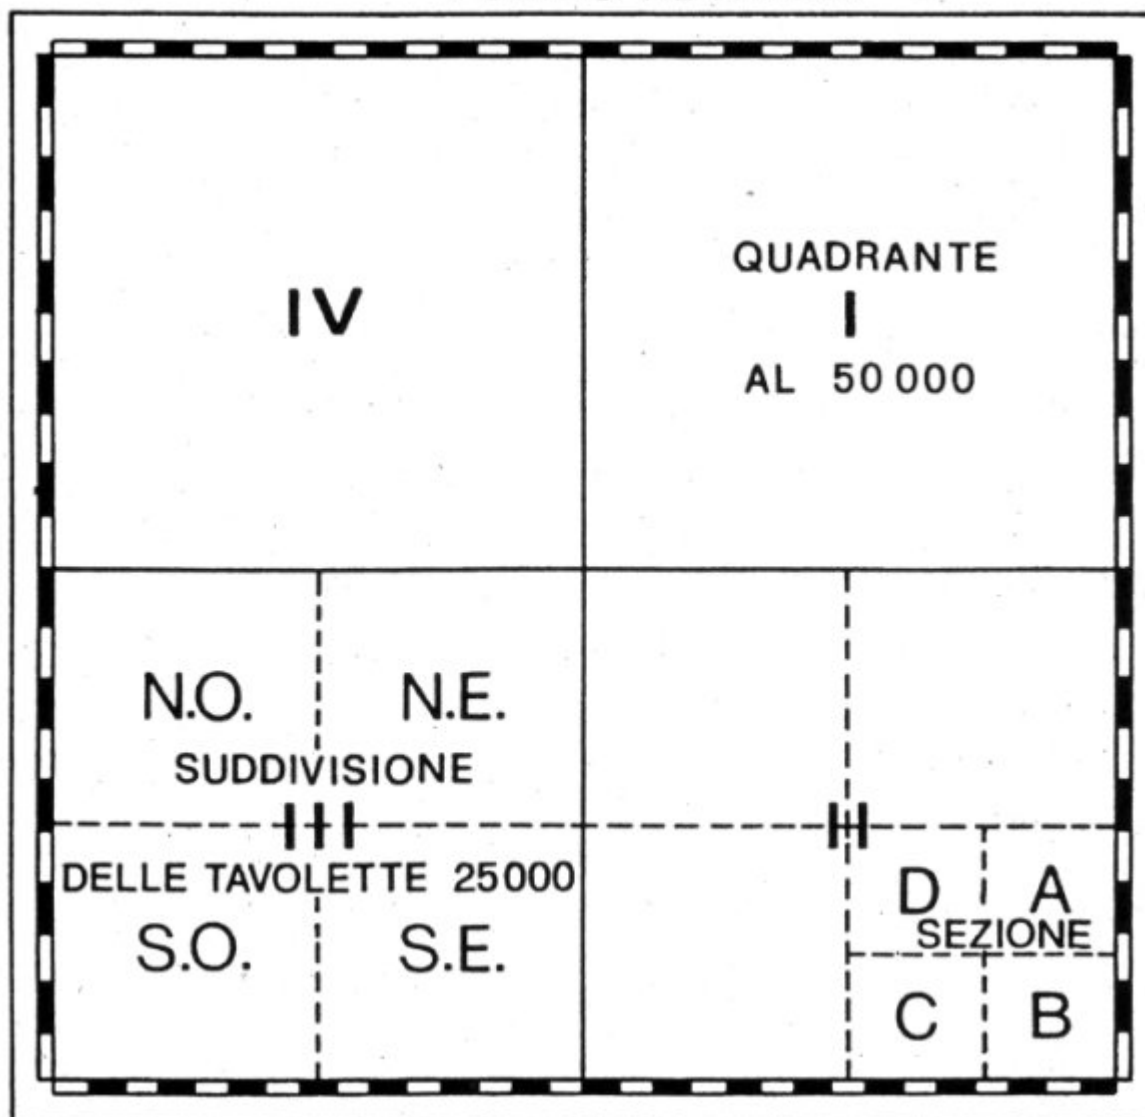 IV
QUADRANTE
I
AL 50 000
N.O. N.E.
SUDDIVISIONE
III
DELLE TAVOLETTE 25000
S.O. S.E.
II
D A
SEZIONE
C B